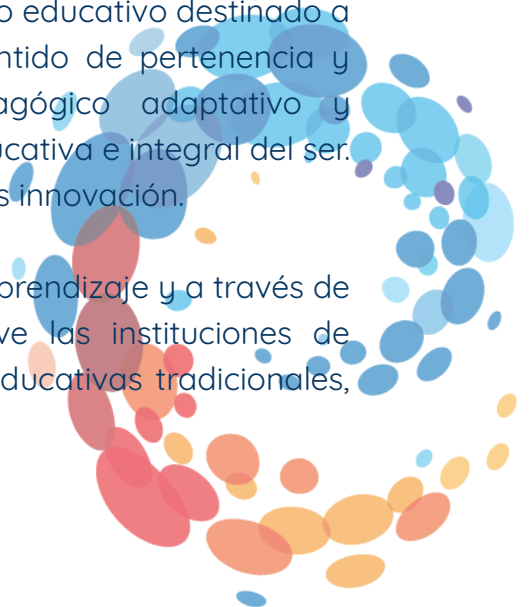 o educativo destinado a
ntido de pertenencia y
agógico adaptativo y
ucativa e integral del ser.
s innovación.
prendizaje y a través de
ve las instituciones de
ducativas tradicionales,